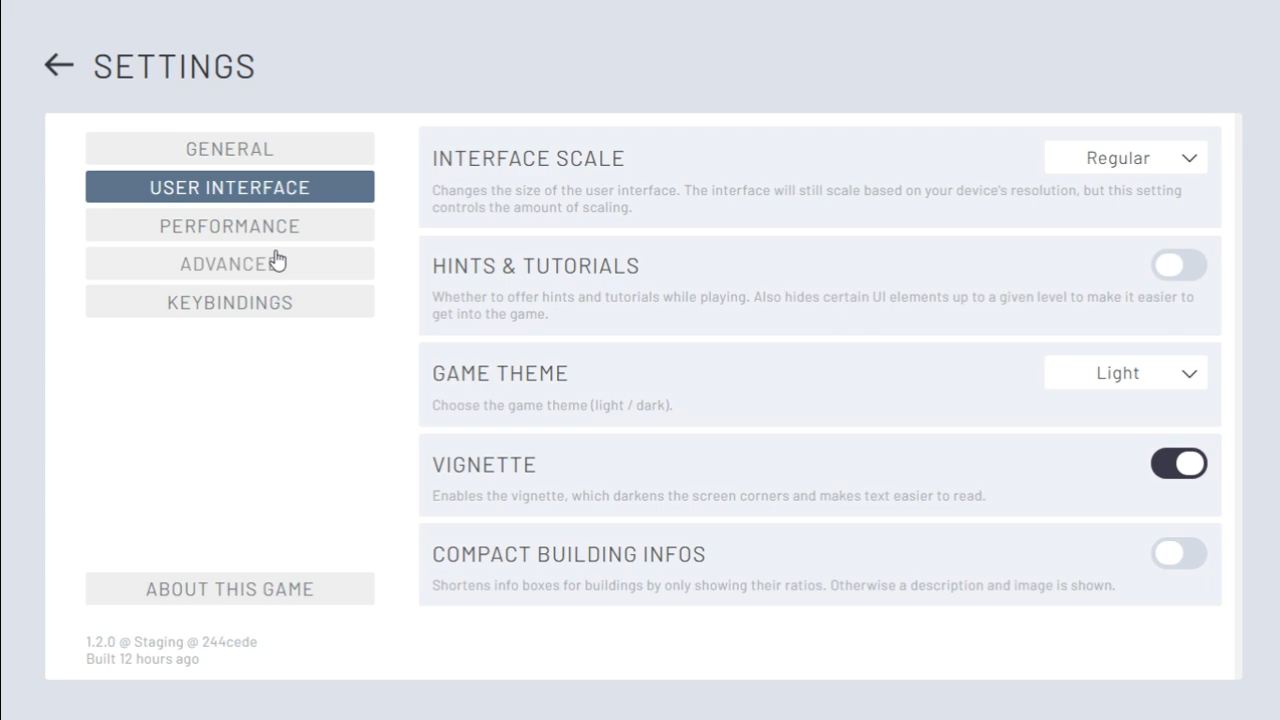 SETTINGS
GENERAL
USER INTERFACE
PERFORMANCE
ADVANCED
KEYBINDINGS
ABOUT THIS GAME
1.2.0 @ Staging @ 244cede
Built 12 hours ago
INTERFACE SCALE
Regular
Changes the size of the user interface. The interface will still scale based on your device's resolution, but this setting
controls the amount of scaling.
HINTS & TUTORIALS
Whether to offer hints and tutorials while playing. Also hides certain UI elements up to a given level to make it easier to
get into the game.
GAME THEME
Light
Choose the game theme (light / dark).
VIGNETTE
Enables the vignette, which darkens the screen corners and makes text easier to read.
COMPACT BUILDING INFOS
Shortens info boxes for buildings by only showing their ratios. Otherwise a description and image is shown.